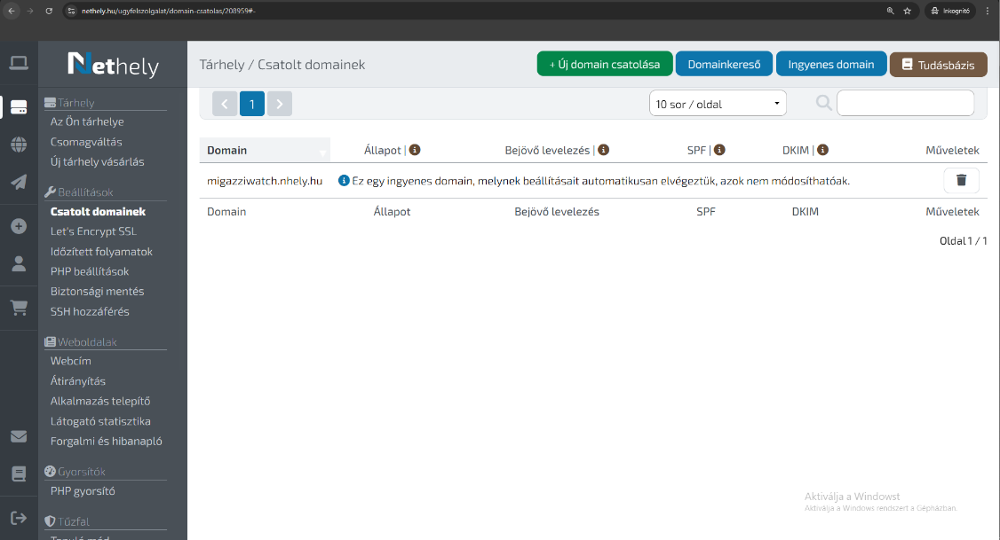 nethely.hu/ugyfelszolgalat/domain-csatolas/208959#-
Inkognitó
Nethely
Tárhely / Csatolt domainek
+ Új domain csatolása
Domainkereső
Ingyenes domain
Tudásbázis
Tárhely
Az Ön tárhelye
Csomagváltás
Új tárhely vásárlás
Beállítások
Csatolt domainek
Let's Encrypt SSL
Időzített folyamatok
PHP beállítások
Biztonsági mentés
SSH hozzáférés
Weboldalak
Webcím
Átirányítás
Alkalmazás telepítő
Látogató statisztika
Forgalmi és hibanapló
Gyorsítók
PHP gyorsító
Tűzfal
1
10 sor / oldal
Domain Állapot | Bejövő levelezés | SPF | DKIM | Műveletek
migazziwatch.nhely.hu Ez egy ingyenes domain, melynek beállításait automatikusan elvégeztük, azok nem módosíthatóak.
Domain Állapot Bejövő levelezés SPF DKIM Műveletek
Oldal 1 / 1
Aktiválja a Windowst
Aktiválja a Windows rendszert a Gépházban.